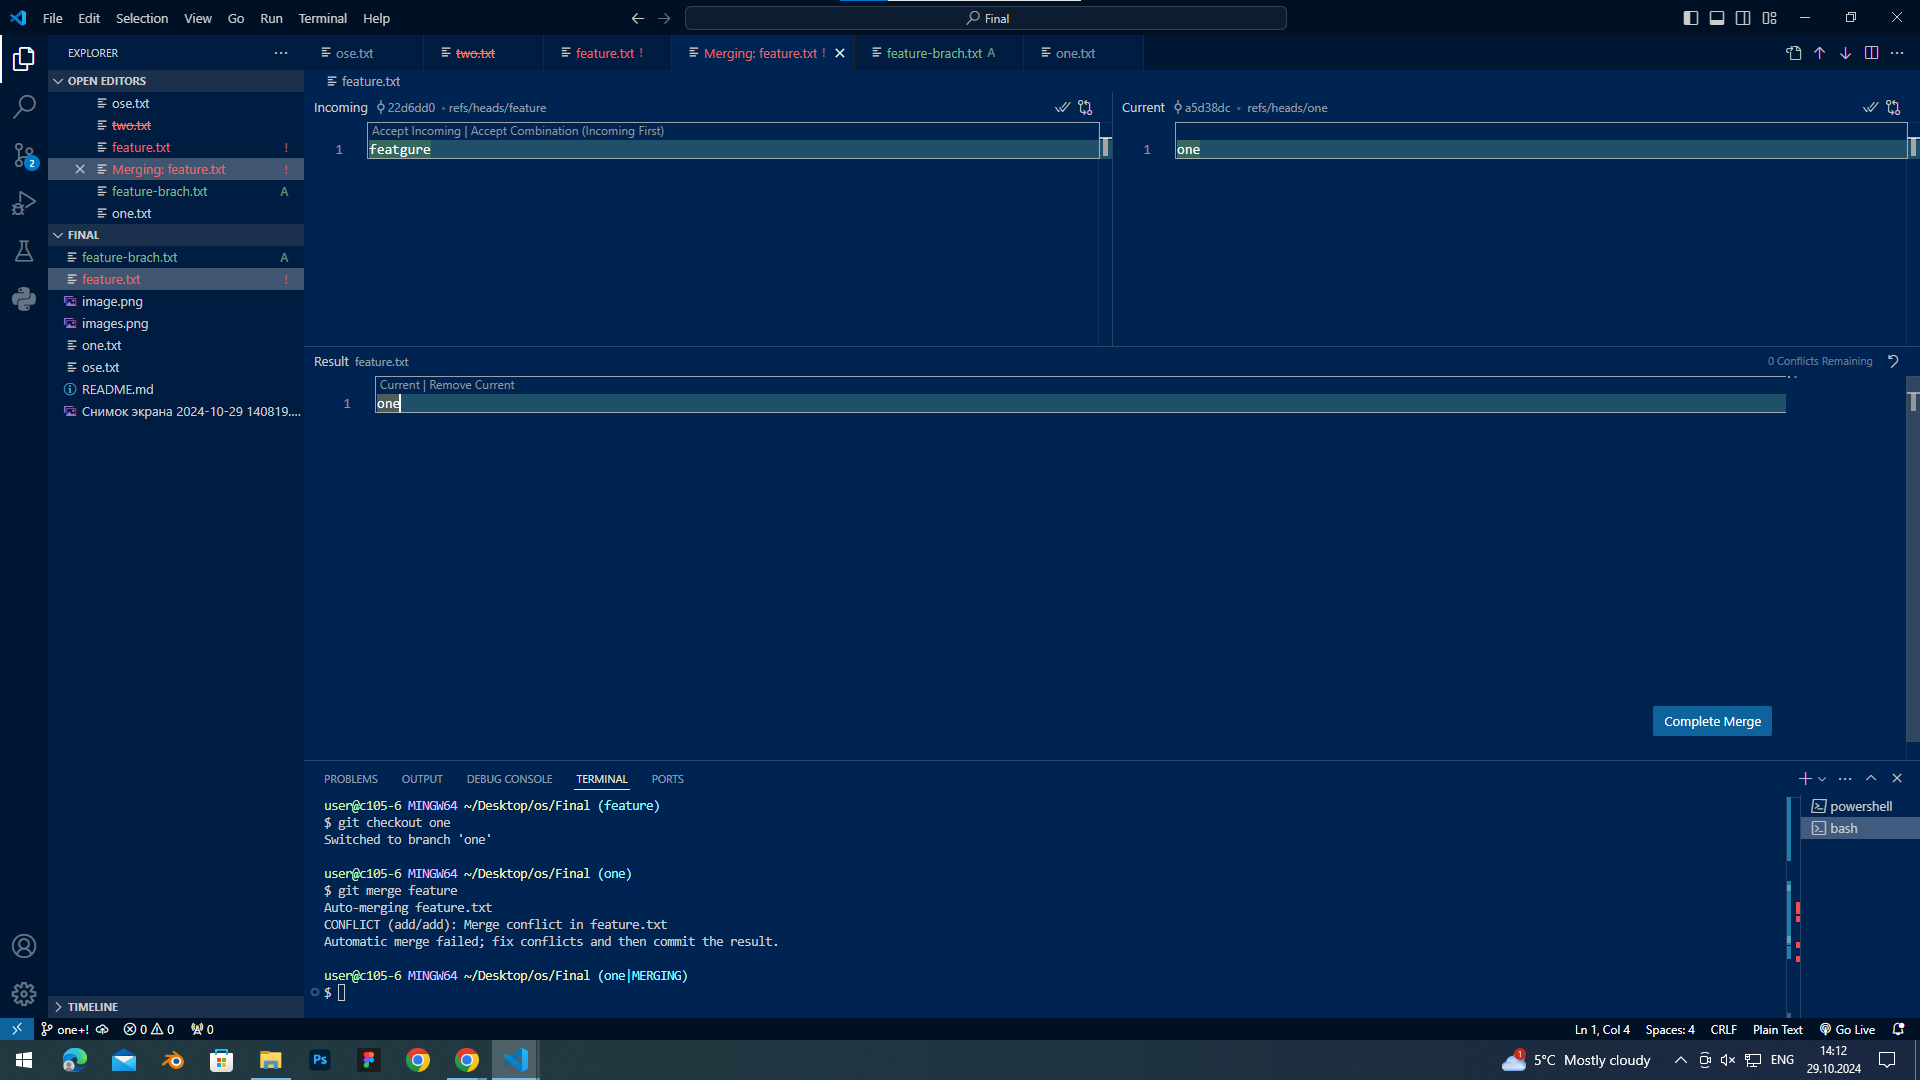 File Edit Selection View Go Run Terminal Help
Final
EXPLORER
OPEN EDITORS
ose.txt
two.txt
feature.txt !
Merging: feature.txt !
feature-brach.txt A
one.txt
FINAL
feature-brach.txt A
feature.txt !
image.png
images.png
one.txt
ose.txt
README.md
Снимок экрана 2024-10-29 140819....
TIMELINE
ose.txt two.txt feature.txt ! Merging: feature.txt ! feature-brach.txt A one.txt
feature.txt
Incoming 22d6dd0 • refs/heads/feature
Accept Incoming | Accept Combination (Incoming First)
1 featgure
Current a5d38dc • refs/heads/one
1 one
Result feature.txt 0 Conflicts Remaining
Current | Remove Current
1 one
Complete Merge
PROBLEMS OUTPUT DEBUG CONSOLE TERMINAL PORTS
user@c105-6 MINGW64 ~/Desktop/os/Final (feature)
$ git checkout one
Switched to branch 'one'
user@c105-6 MINGW64 ~/Desktop/os/Final (one)
$ git merge feature
Auto-merging feature.txt
CONFLICT (add/add): Merge conflict in feature.txt
Automatic merge failed; fix conflicts and then commit the result.
user@c105-6 MINGW64 ~/Desktop/os/Final (one|MERGING)
$
powershell
bash
2
one+! 0 0 0
Ln 1, Col 4 Spaces: 4 CRLF Plain Text Go Live
Ps
1 5°C Mostly cloudy ENG
14:12
29.10.2024